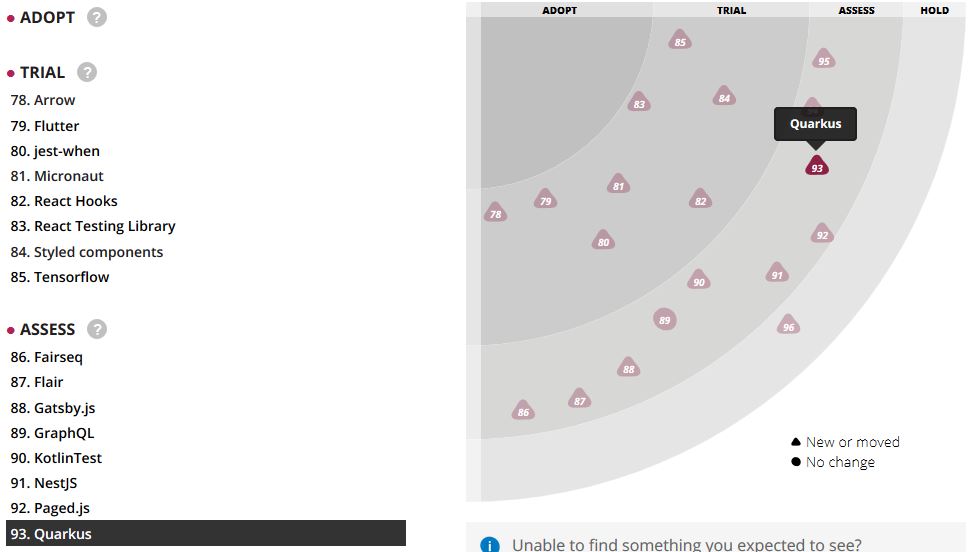 ADOPT ?
TRIAL ?
78. Arrow
79. Flutter
80. jest-when
81. Micronaut
82. React Hooks
83. React Testing Library
84. Styled components
85. Tensorflow
ASSESS ?
86. Fairseq
87. Flair
88. Gatsby.js
89. GraphQL
90. KotlinTest
91. NestJS
92. Paged.js
93. Quarkus
ADOPT TRIAL ASSESS HOLD
85
95
84
83
Quarkus
93
81
79
82
78
92
80
91
90
89
96
88
87
86
New or moved
No change
i Unable to find something you expected to see?